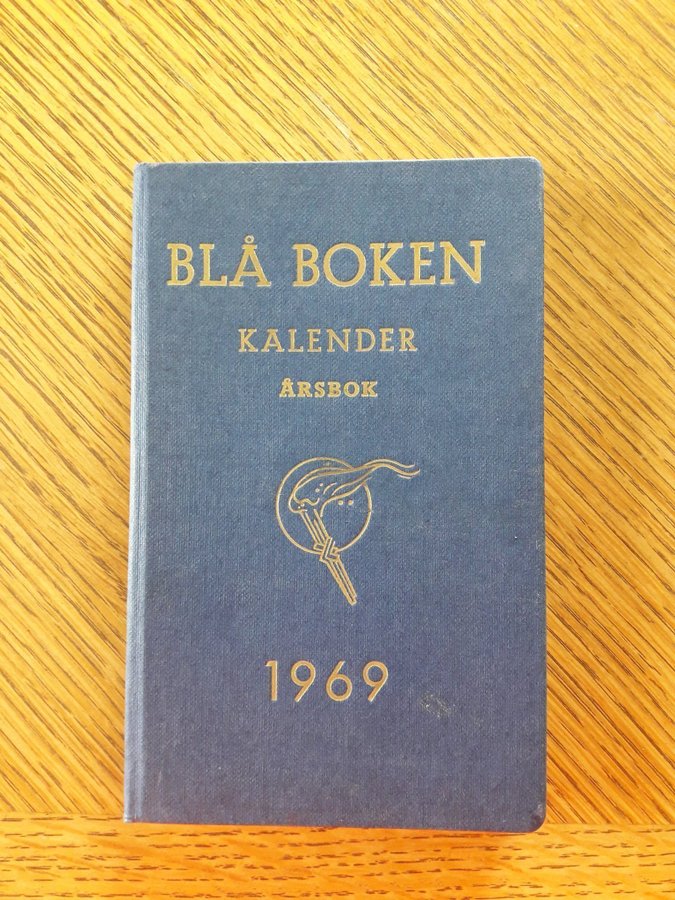 BLÅ BOKEN
KALENDER
ÅRSBOK
1969